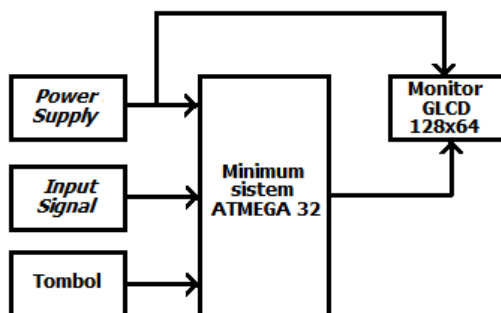 Power
Supply
Input
Signal
Tombol
Minimum
sistem
ATMEGA 32
Monitor
GLCD
128x64